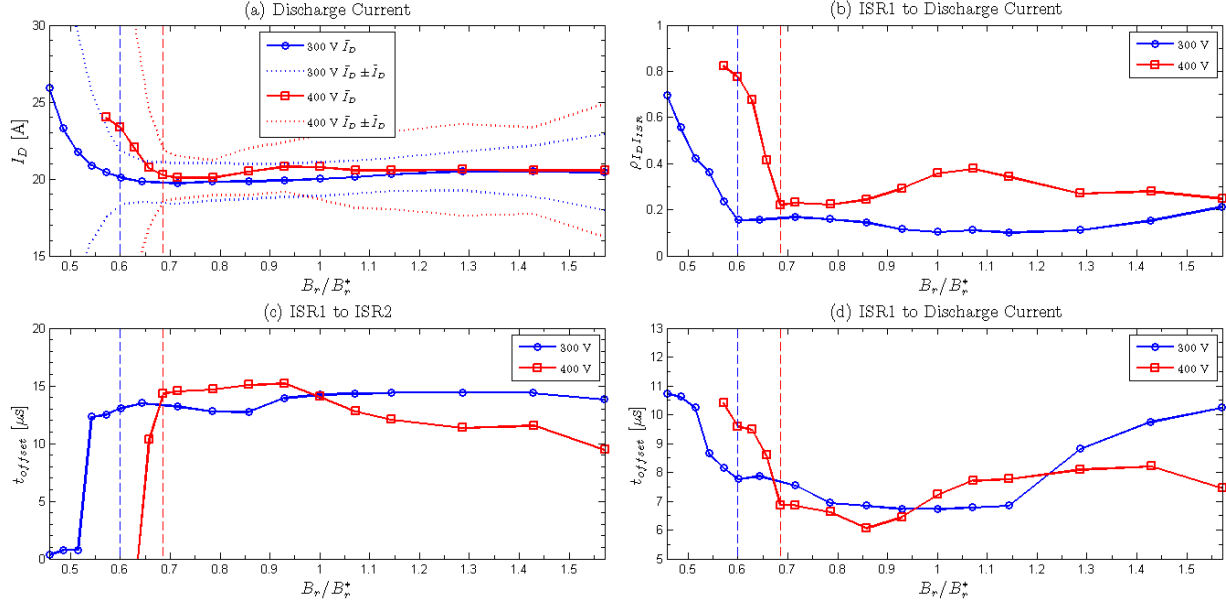 (a) Discharge Current
30
25
20
15
I_D [A]
300 V Ī_D
300 V Ī_D ± Ĩ_D
400 V Ī_D
400 V Ī_D ± Ĩ_D
0.5 0.6 0.7 0.8 0.9 1 1.1 1.2 1.3 1.4 1.5
B_r/B_r^*
(b) ISR1 to Discharge Current
1
0.8
0.6
0.4
0.2
0
ρ_{I_D I_{ISR}}
300 V
400 V
0.5 0.6 0.7 0.8 0.9 1 1.1 1.2 1.3 1.4 1.5
B_r/B_r^*
(c) ISR1 to ISR2
20
15
10
5
0
t_{offset} [μs]
300 V
400 V
0.5 0.6 0.7 0.8 0.9 1 1.1 1.2 1.3 1.4 1.5
B_r/B_r^*
(d) ISR1 to Discharge Current
13
12
11
10
9
8
7
6
5
t_{offset} [μs]
300 V
400 V
0.5 0.6 0.7 0.8 0.9 1 1.1 1.2 1.3 1.4 1.5
B_r/B_r^*